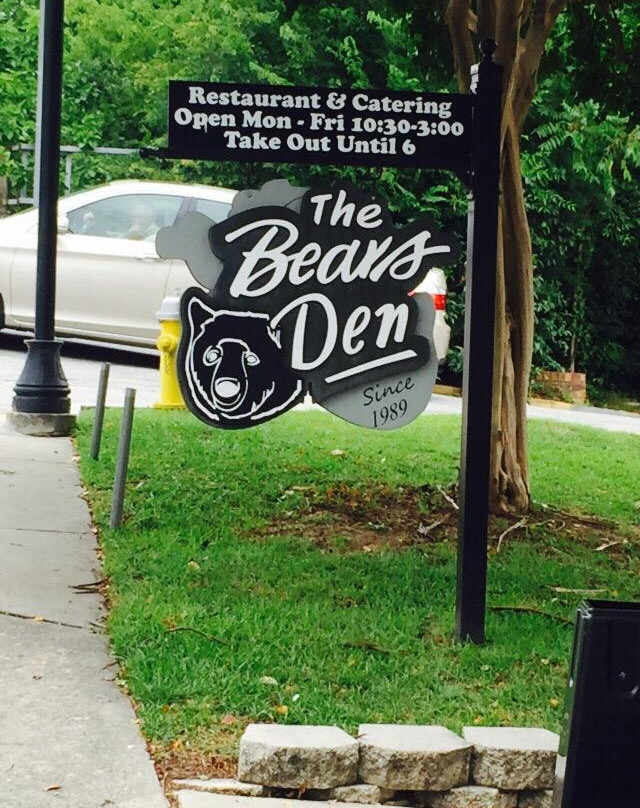 Restaurant & Catering
Open Mon - Fri 10:30-3:00
Take Out Until 6
The
Bears
Den
Since
1989